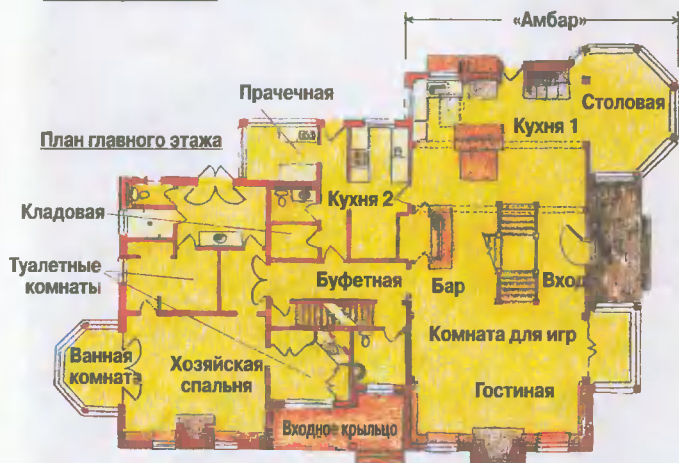 «Амбар»
Прачечная
Столовая
Кухня 1
План главного этажа
Кухня 2
Кладовая
Туалетные
комнаты
Буфетная
Бар
Вход
Комната для игр
Ванная
комната
Хозяйская
спальня
Гостиная
Входное крыльцо